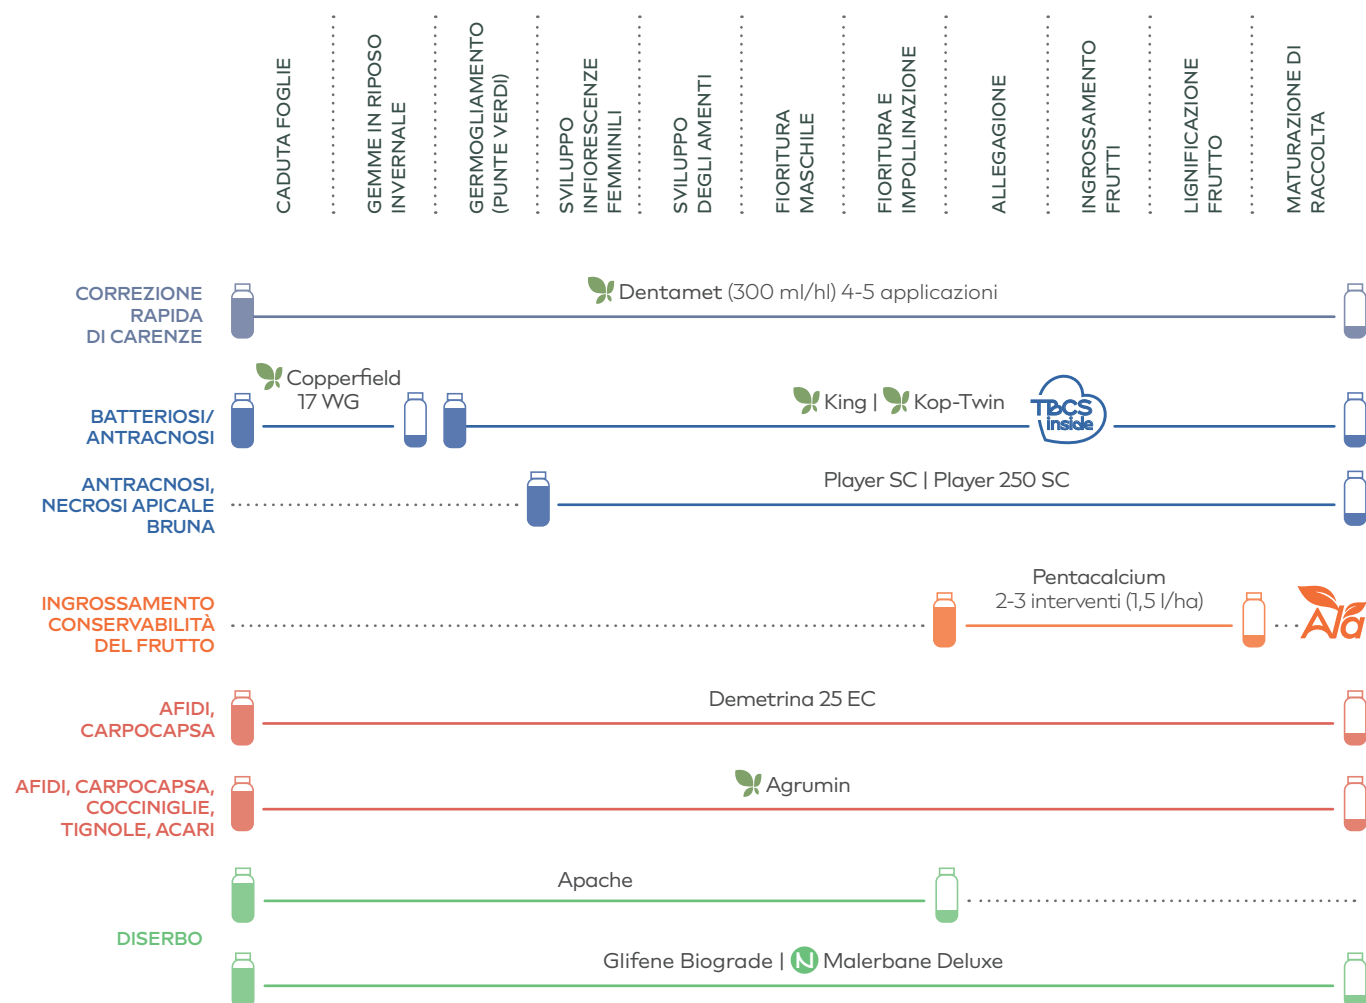 CADUTA FOGLIE
GEMME IN RIPOSO
INVERNALE
GERMOGLIAMENTO
(PUNTE VERDI)
SVILUPPO
INFIORESCENZE
FEMMINILI
SVILUPPO
DEGLI AMENTI
FIORITURA
MASCHILE
FIORITURA E
IMPOLLINAZIONE
ALLEGAGIONE
INGROSSAMENTO
FRUTTI
LIGNIFICAZIONE
FRUTTO
MATURAZIONE DI
RACCOLTA
CORREZIONE
RAPIDA
DI CARENZE
Dentamet (300 ml/hl) 4-5 applicazioni
BATTERIOSI/
ANTRACNOSI
Copperfield
17 WG
King | Kop-Twin
TBCS
inside
ANTRACNOSI,
NECROSI APICALE
BRUNA
Player SC | Player 250 SC
INGROSSAMENTO
CONSERVABILITÀ
DEL FRUTTO
Pentacalcium
2-3 interventi (1,5 l/ha)
Ala
AFIDI,
CARPOCAPSA
Demetrina 25 EC
AFIDI, CARPOCAPSA,
COCCINIGLIE,
TIGNOLE, ACARI
Agrumin
DISERBO
Apache
Glifene Biograde | N Malerbane Deluxe